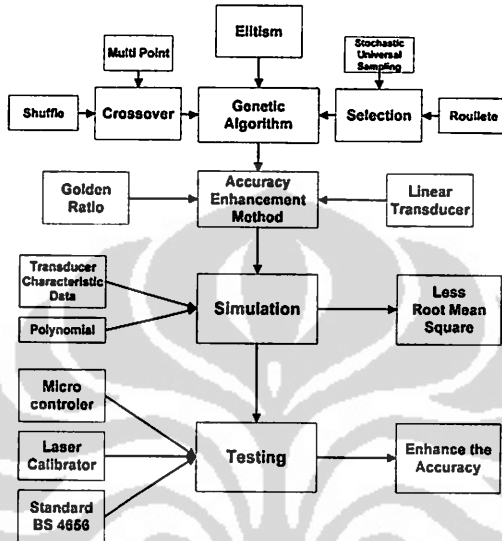 Elitism
Multi Point
Stochastic
Universal
Sampling
Shuffle
Crossover
Genetic
Algorithm
Selection
Roullete
Golden
Ratio
Accuracy
Enhancement
Method
Linear
Transducer
Transducer
Characteristic
Data
Polynomial
Simulation
Less
Root Mean
Square
Micro
controler
Laser
Calibrator
Standard
BS 4656
Testing
Enhance the
Accuracy